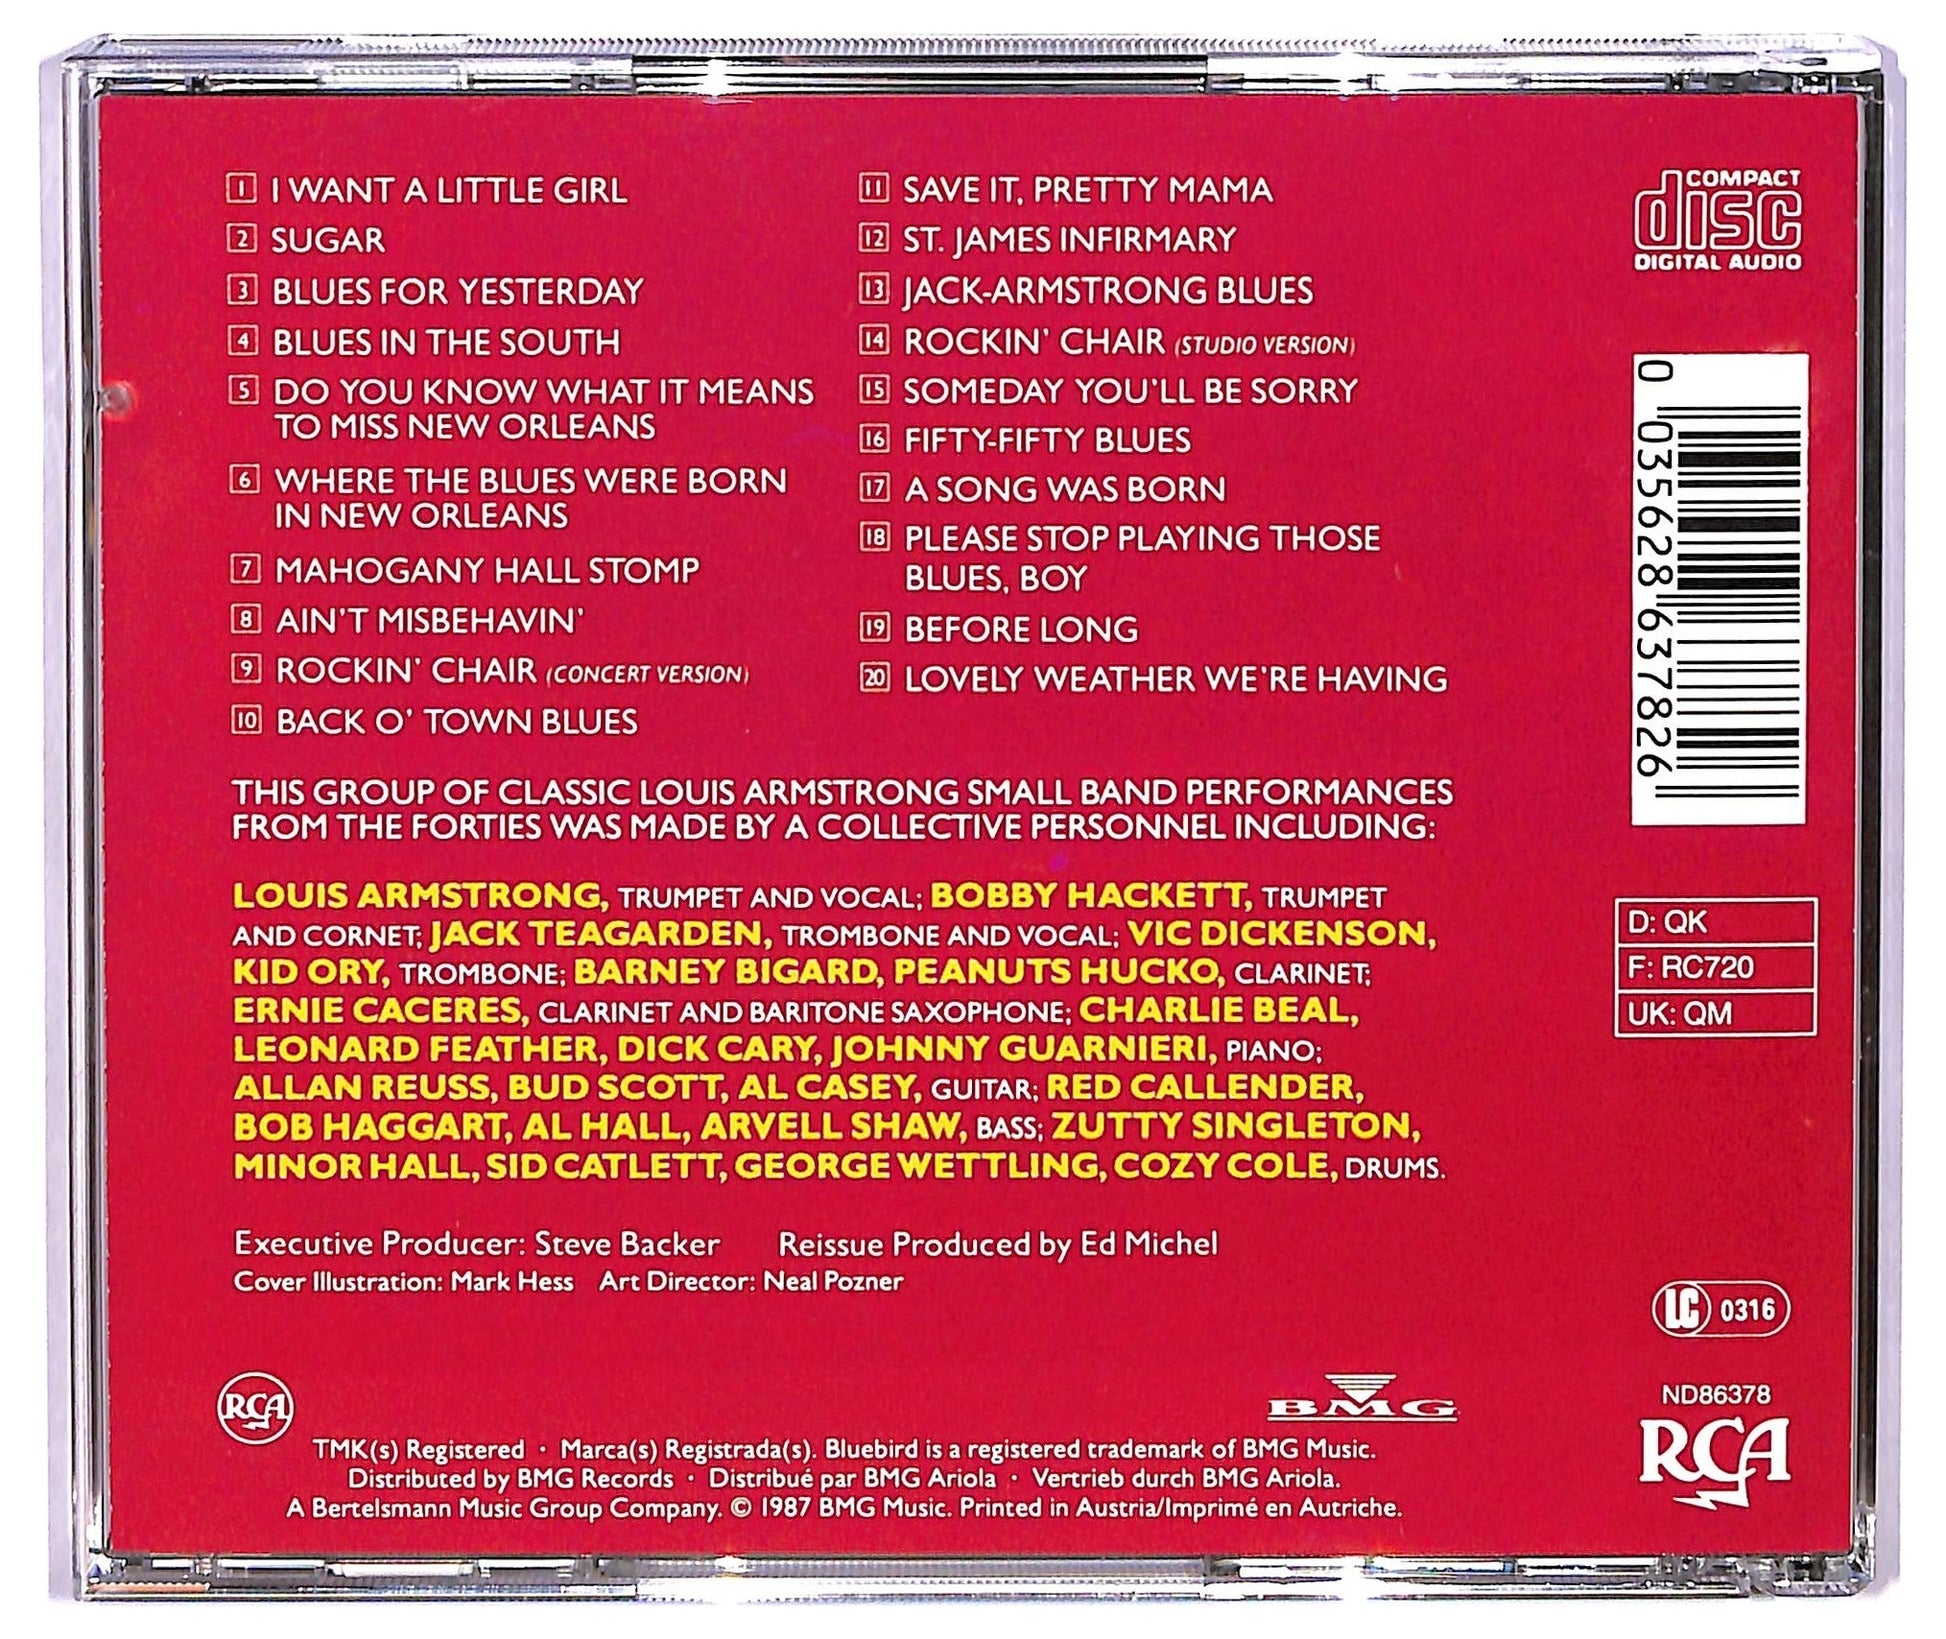 1 I WANT A LITTLE GIRL
2 SUGAR
3 BLUES FOR YESTERDAY
4 BLUES IN THE SOUTH
5 DO YOU KNOW WHAT IT MEANS
TO MISS NEW ORLEANS
6 WHERE THE BLUES WERE BORN
IN NEW ORLEANS
7 MAHOGANY HALL STOMP
8 AIN'T MISBEHAVIN'
9 ROCKIN' CHAIR (CONCERT VERSION)
10 BACK O' TOWN BLUES
11 SAVE IT, PRETTY MAMA
12 ST. JAMES INFIRMARY
13 JACK-ARMSTRONG BLUES
14 ROCKIN' CHAIR (STUDIO VERSION)
15 SOMEDAY YOU'LL BE SORRY
16 FIFTY-FIFTY BLUES
17 A SONG WAS BORN
18 PLEASE STOP PLAYING THOSE
BLUES, BOY
19 BEFORE LONG
20 LOVELY WEATHER WE'RE HAVING
COMPACT
disc
DIGITAL AUDIO
0 035628 637826
THIS GROUP OF CLASSIC LOUIS ARMSTRONG SMALL BAND PERFORMANCES
FROM THE FORTIES WAS MADE BY A COLLECTIVE PERSONNEL INCLUDING:
LOUIS ARMSTRONG, TRUMPET AND VOCAL; BOBBY HACKETT, TRUMPET
AND CORNET; JACK TEAGARDEN, TROMBONE AND VOCAL; VIC DICKENSON,
KID ORY, TROMBONE; BARNEY BIGARD, PEANUTS HUCKO, CLARINET;
ERNIE CACERES, CLARINET AND BARITONE SAXOPHONE; CHARLIE BEAL,
LEONARD FEATHER, DICK CARY, JOHNNY GUARNIERI, PIANO;
ALLAN REUSS, BUD SCOTT, AL CASEY, GUITAR; RED CALLENDER,
BOB HAGGART, AL HALL, ARVELL SHAW, BASS; ZUTTY SINGLETON,
MINOR HALL, SID CATLETT, GEORGE WETTLING, COZY COLE, DRUMS.
D: QK
F: RC720
UK: QM
Executive Producer: Steve Backer Reissue Produced by Ed Michel
Cover Illustration: Mark Hess Art Director: Neal Pozner
LC 0316
RCA
BMG
ND86378
RCA
TMK(s) Registered • Marca(s) Registrada(s). Bluebird is a registered trademark of BMG Music.
Distributed by BMG Records • Distribué par BMG Ariola • Vertrieb durch BMG Ariola.
A Bertelsmann Music Group Company. © 1987 BMG Music. Printed in Austria/Imprimé en Autriche.